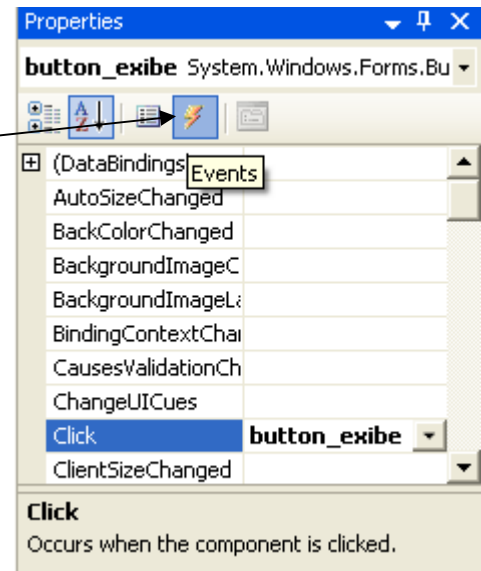 Properties
button_exibe System.Windows.Forms.Bu
A
Z
(DataBindings
Events
AutoSizeChanged
BackColorChanged
BackgroundImageC
BackgroundImageLa
BindingContextChai
CausesValidationCh
ChangeUICues
Click button_exibe
ClientSizeChanged
Click
Occurs when the component is clicked.